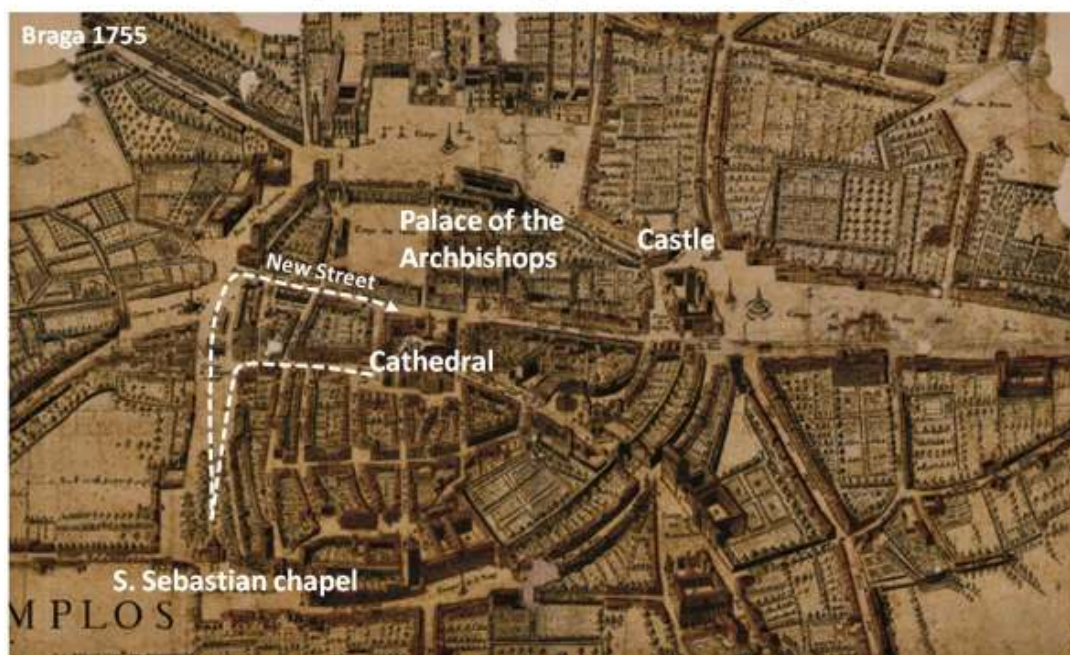 Braga 1755
Palace of the
Archbishops
Castle
New Street
Cathedral
S. Sebastian chapel
MPLOS